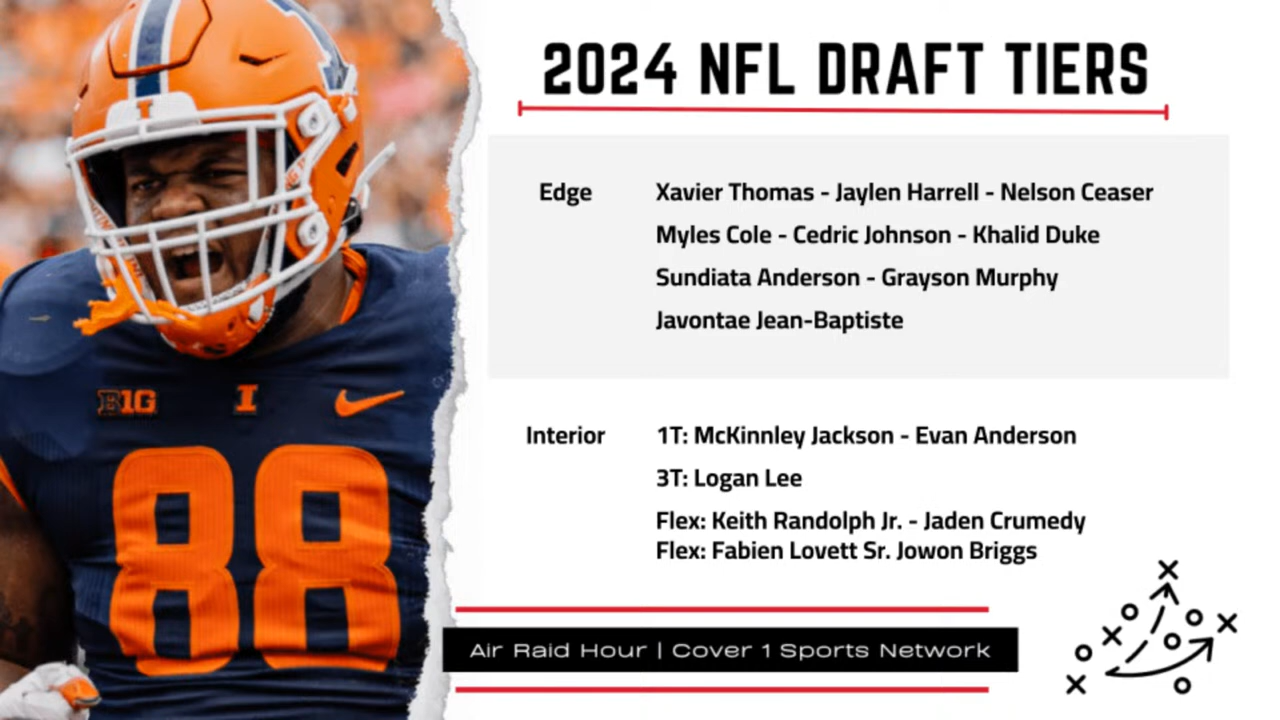 2024 NFL DRAFT TIERS
Edge
Xavier Thomas - Jaylen Harrell - Nelson Ceaser
Myles Cole - Cedric Johnson - Khalid Duke
Sundiata Anderson - Grayson Murphy
Javontae Jean-Baptiste
Interior
1T: McKinnley Jackson - Evan Anderson
3T: Logan Lee
Flex: Keith Randolph Jr. - Jaden Crumedy
Flex: Fabien Lovett Sr. Jowon Briggs
Air Raid Hour | Cover 1 Sports Network
I
B1G I
88